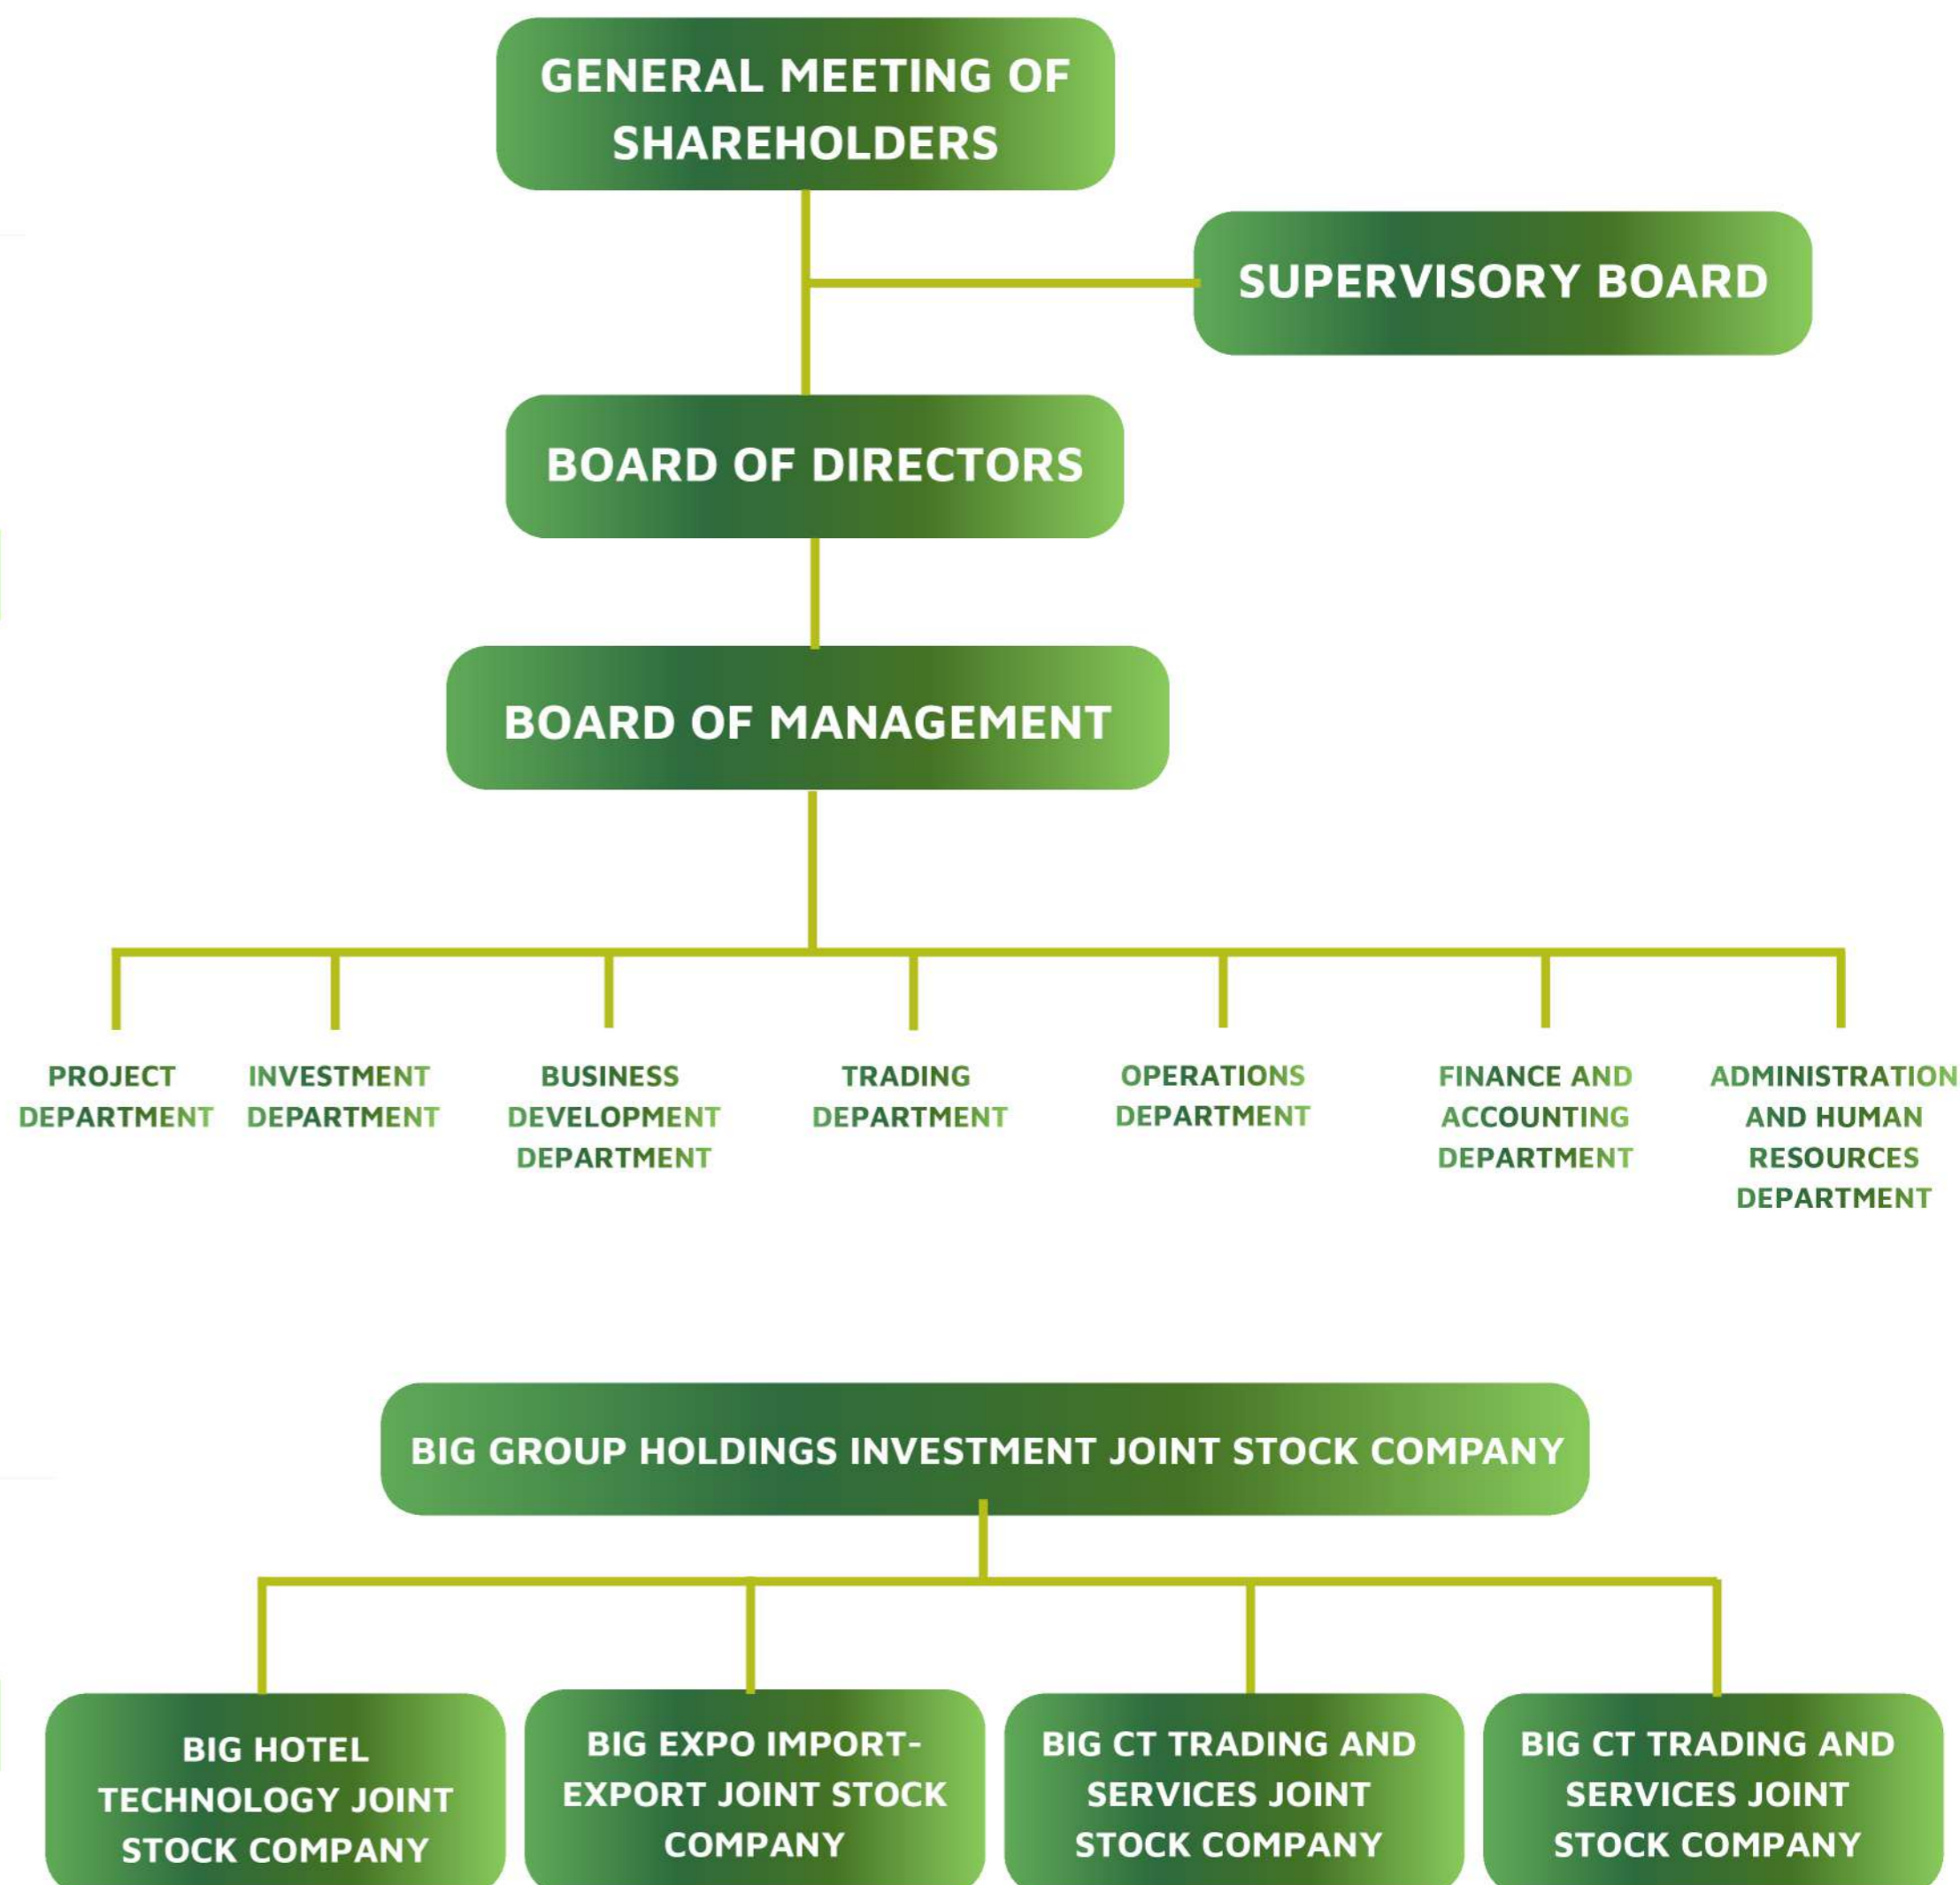 GENERAL MEETING OF
SHAREHOLDERS
SUPERVISORY BOARD
BOARD OF DIRECTORS
BOARD OF MANAGEMENT
PROJECT
DEPARTMENT
INVESTMENT
DEPARTMENT
BUSINESS
DEVELOPMENT
DEPARTMENT
TRADING
DEPARTMENT
OPERATIONS
DEPARTMENT
FINANCE AND
ACCOUNTING
DEPARTMENT
ADMINISTRATION
AND HUMAN
RESOURCES
DEPARTMENT
BIG GROUP HOLDINGS INVESTMENT JOINT STOCK COMPANY
BIG HOTEL
TECHNOLOGY JOINT
STOCK COMPANY
BIG EXPO IMPORT-
EXPORT JOINT STOCK
COMPANY
BIG CT TRADING AND
SERVICES JOINT
STOCK COMPANY
BIG CT TRADING AND
SERVICES JOINT
STOCK COMPANY